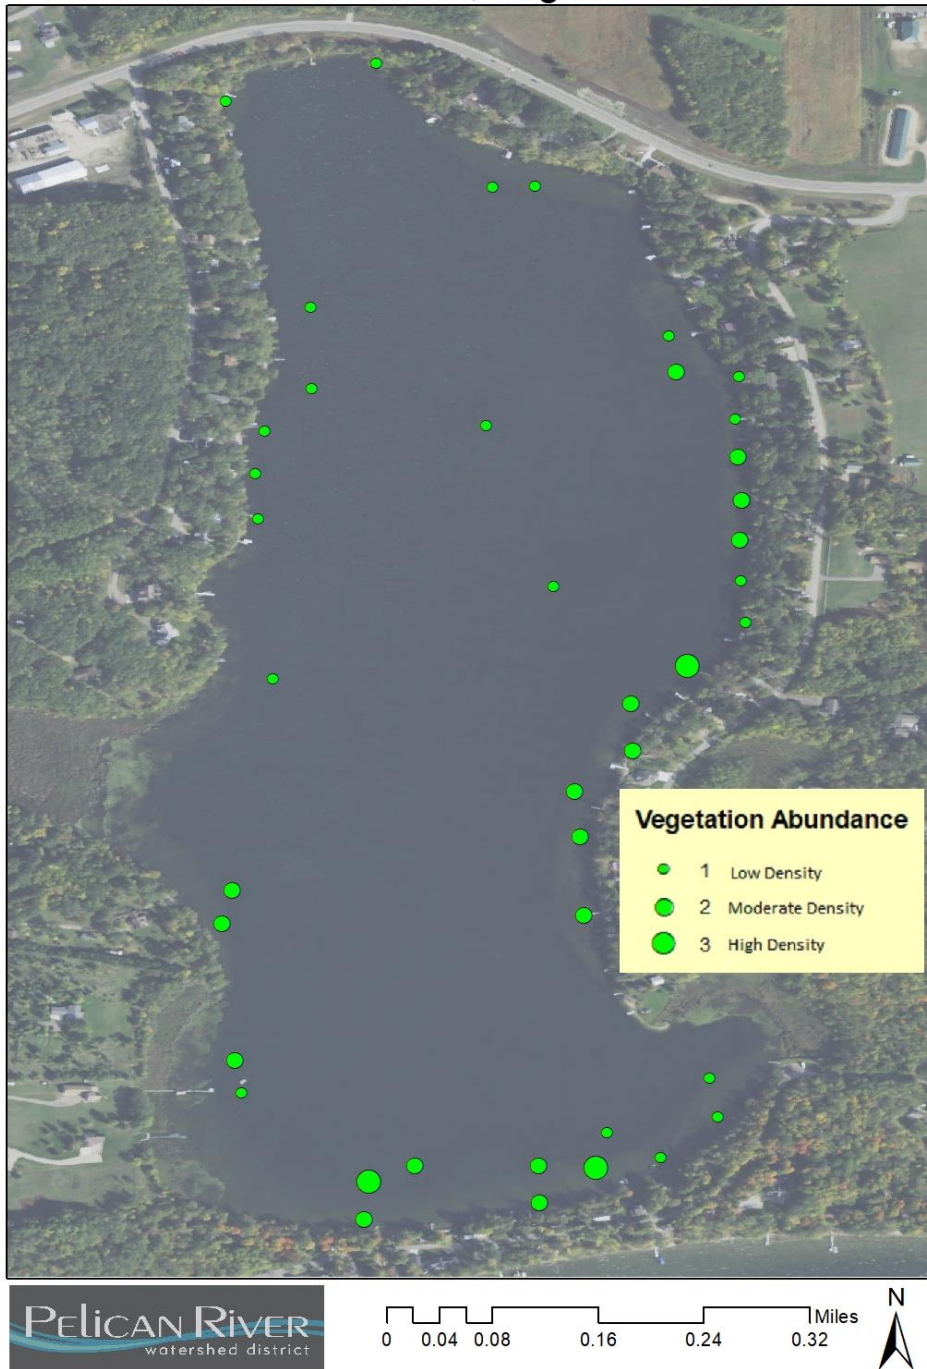 Vegetation Abundance
1 Low Density
2 Moderate Density
3 High Density
PELICAN RIVER
watershed district
Miles
0 0.04 0.08 0.16 0.24 0.32
N